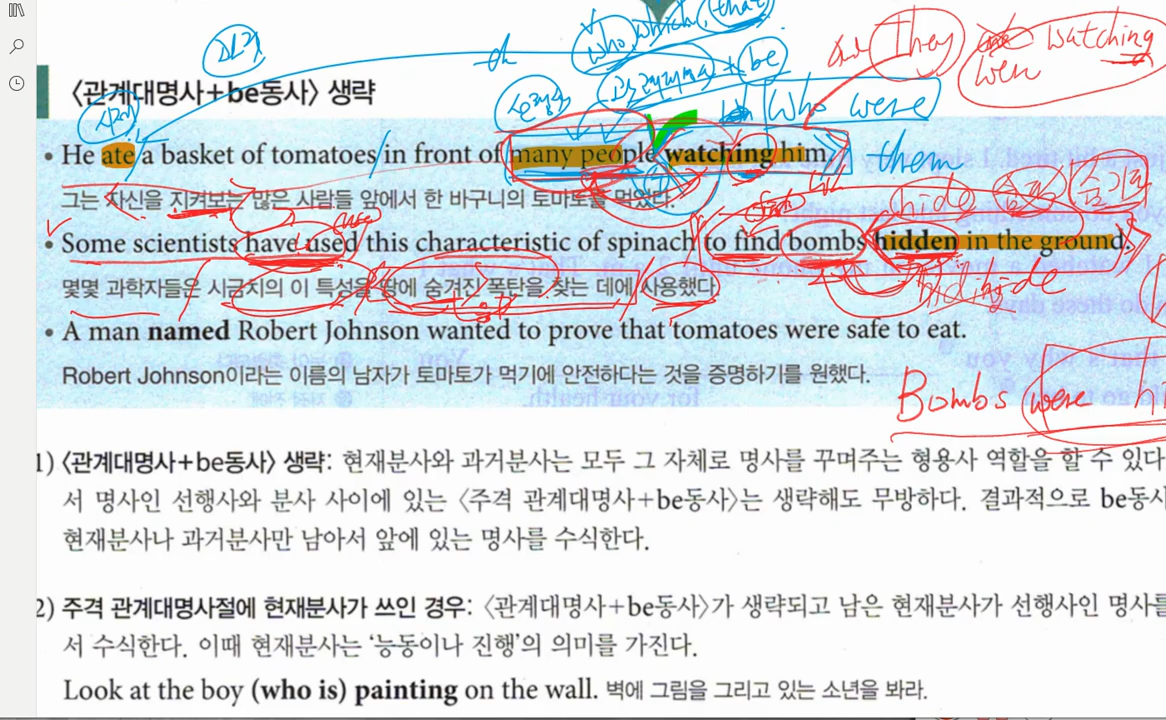 who, which, that
and They were watching
과거
관계대명사 + be
<관계대명사+be동사> 생략
시제
선행사
who were
• He ate a basket of tomatoes in front of many people watching him.
them
그는 자신을 지켜보는 많은 사람들 앞에서 한 바구니의 토마토를 먹었다.
hide
숨기다
• Some scientists have used this characteristic of spinach to find bombs hidden in the ground.
몇몇 과학자들은 시금치의 이 특성을 땅에 숨겨진 폭탄을 찾는 데에 사용했다.
• A man named Robert Johnson wanted to prove that tomatoes were safe to eat.
Robert Johnson이라는 이름의 남자가 토마토가 먹기에 안전하다는 것을 증명하기를 원했다.
Bombs were hi
1) <관계대명사+be동사> 생략: 현재분사와 과거분사는 모두 그 자체로 명사를 꾸며주는 형용사 역할을 할 수 있다
서 명사인 선행사와 분사 사이에 있는 <주격 관계대명사+be동사>는 생략해도 무방하다. 결과적으로 be동사
현재분사나 과거분사만 남아서 앞에 있는 명사를 수식한다.
2) 주격 관계대명사절에 현재분사가 쓰인 경우: <관계대명사+be동사>가 생략되고 남은 현재분사가 선행사인 명사를
서 수식한다. 이때 현재분사는 '능동이나 진행'의 의미를 가진다.
Look at the boy (who is) painting on the wall. 벽에 그림을 그리고 있는 소년을 봐라.